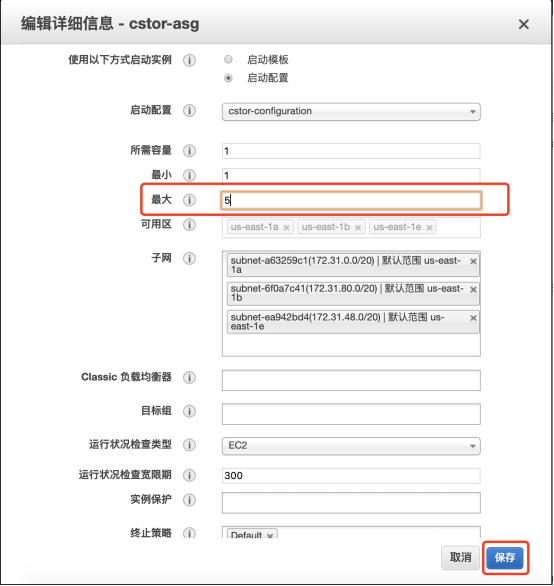 编辑详细信息 - cstor-asg ×
使用以下方式启动实例 i 启动模板
启动配置
启动配置 i cstor-configuration
所需容量 i 1
最小 i 1
最大 i 5
可用区 i us-east-1a × us-east-1b × us-east-1e ×
子网 i subnet-a63259c1(172.31.0.0/20) | 默认范围 us-east- ×
1a
subnet-6f0a7c41(172.31.80.0/20) | 默认范围 us-east- ×
1b
subnet-ea942bd4(172.31.48.0/20) | 默认范围 us- ×
east-1e
Classic 负载均衡器 i
目标组 i
运行状况检查类型 i EC2
运行状况检查宽限期 i 300
实例保护 i
终止策略 i Default ×
取消 保存